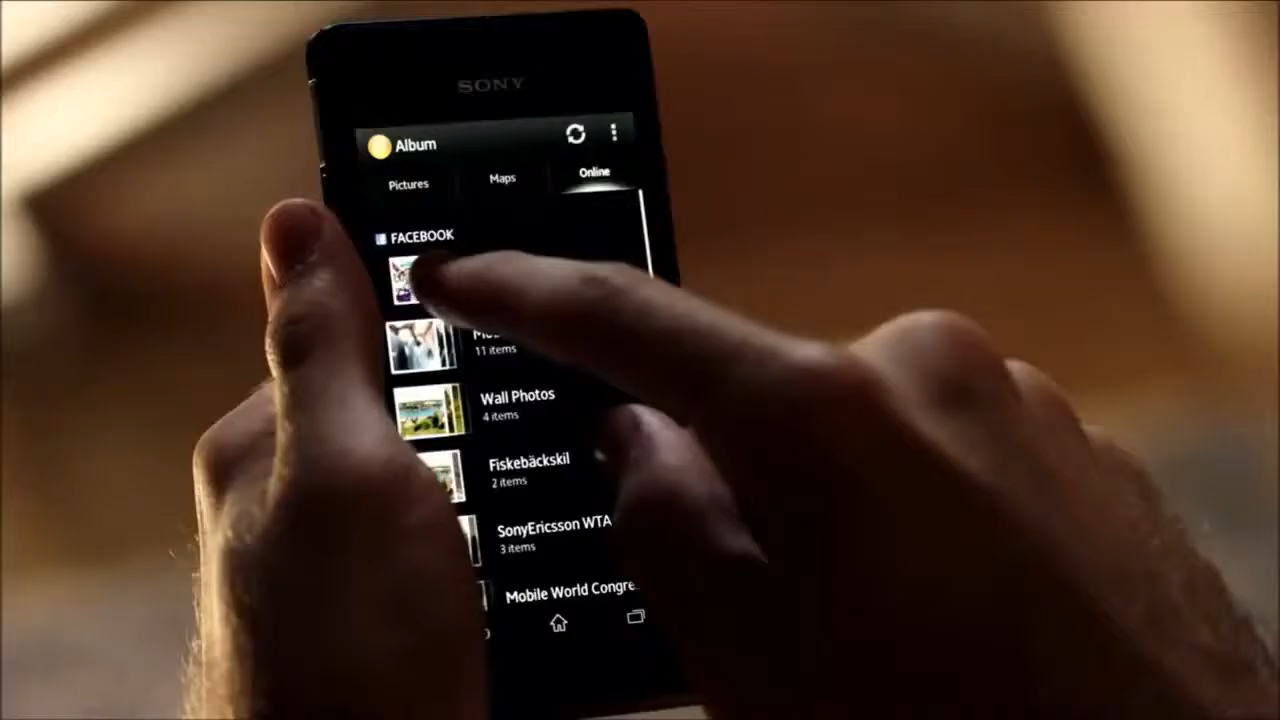 SONY
Album
Pictures Maps Online
FACEBOOK
11 items
Wall Photos
4 items
Fiskebäckskil
2 items
SonyEricsson WTA
3 items
Mobile World Congre